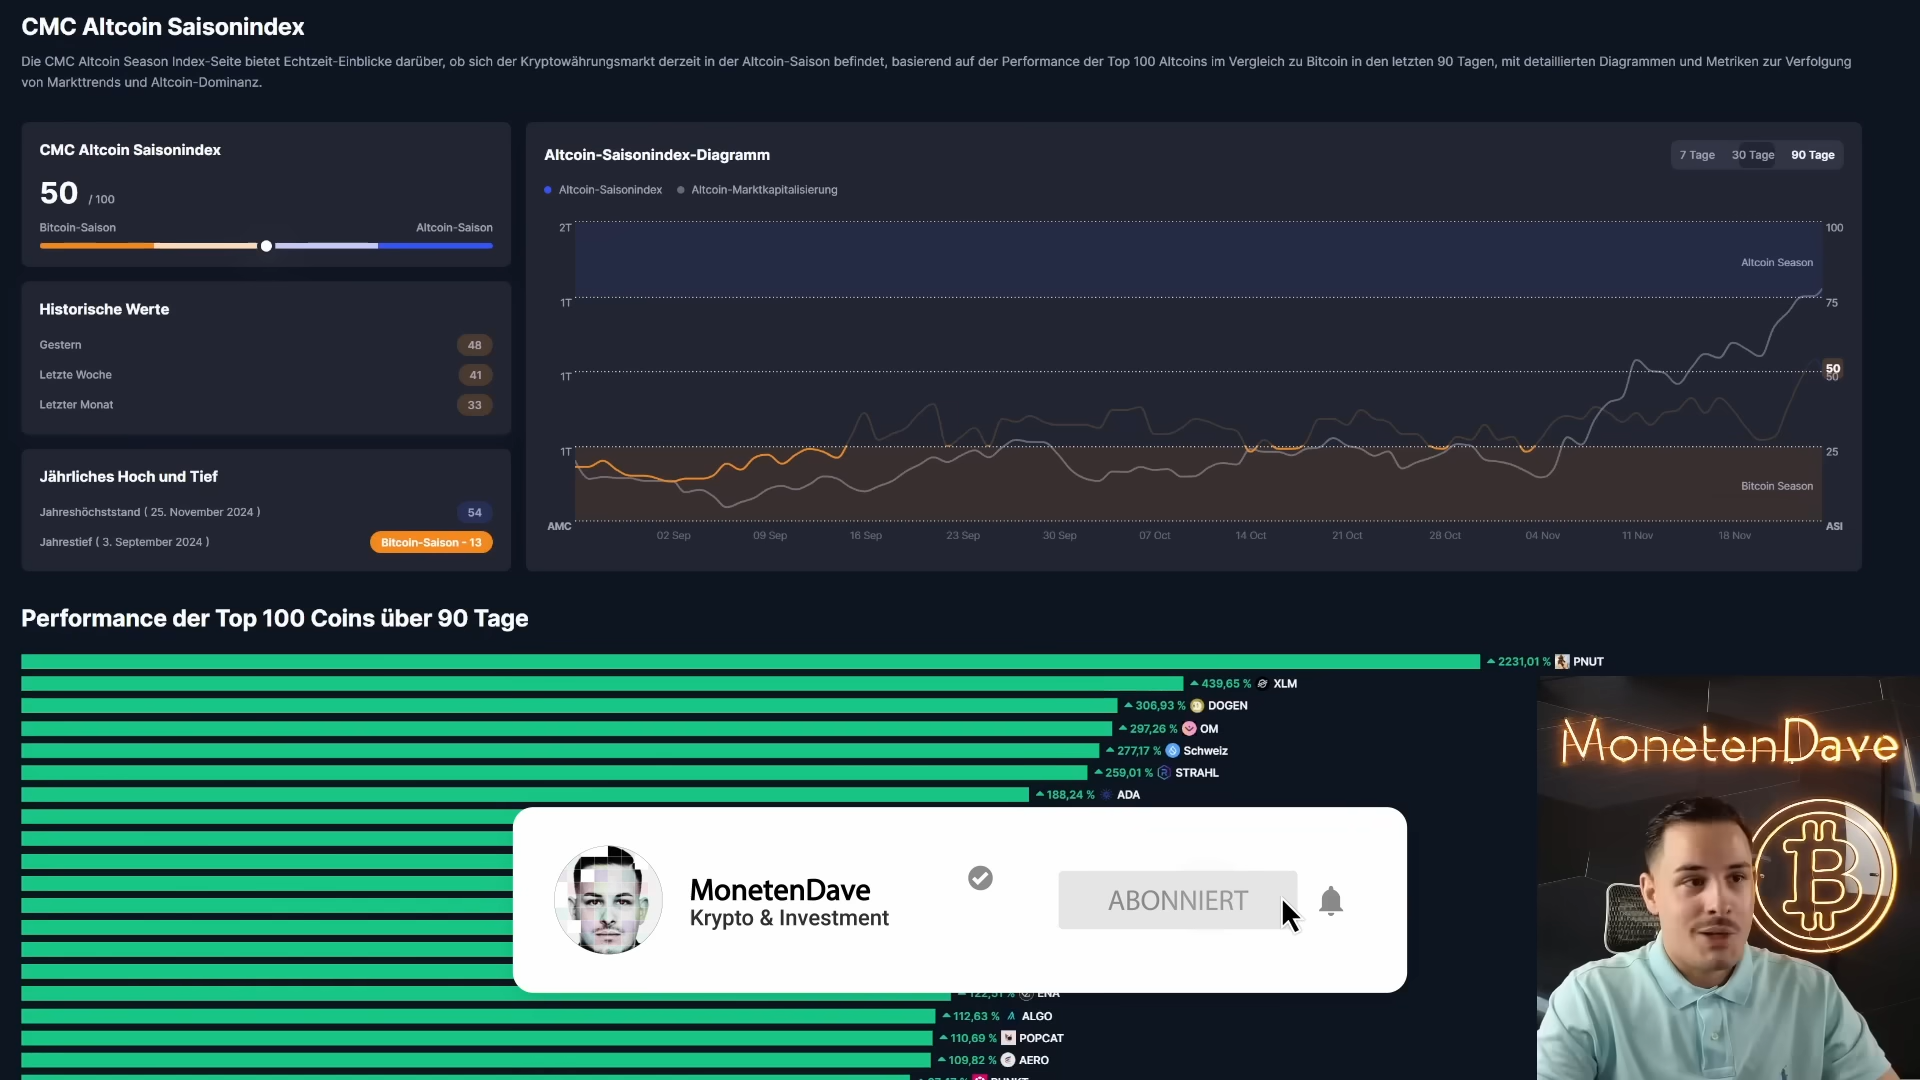 CMC Altcoin Saisonindex
Die CMC Altcoin Season Index-Seite bietet Echtzeit-Einblicke darüber, ob sich der Kryptowährungsmarkt derzeit in der Altcoin-Saison befindet, basierend auf der Performance der Top 100 Altcoins im Vergleich zu Bitcoin in den letzten 90 Tagen, mit detaillierten Diagrammen und Metriken zur Verfolgung
von Markttrends und Altcoin-Dominanz.
CMC Altcoin Saisonindex
50 / 100
Bitcoin-Saison Altcoin-Saison
Historische Werte
Gestern 48
Letzte Woche 41
Letzter Monat 33
Jährliches Hoch und Tief
Jahreshöchststand ( 25. November 2024 ) 54
Jahrestief ( 3. September 2024 ) Bitcoin-Saison - 13
Altcoin-Saisonindex-Diagramm
7 Tage 30 Tage 90 Tage
Altcoin-Saisonindex Altcoin-Marktkapitalisierung
2T 100
Altcoin Season
1T 75
1T 50
50
1T 25
Bitcoin Season
AMC ASI
02 Sep 09 Sep 16 Sep 23 Sep 30 Sep 07 Oct 14 Oct 21 Oct 28 Oct 04 Nov 11 Nov 18 Nov
Performance der Top 100 Coins über 90 Tage
2231,01 % PNUT
439,65 % XLM
306,93 % DOGEN
297,26 % OM
277,17 % Schweiz
259,01 % STRAHL
188,24 % ADA
MonetenDave
Krypto & Investment
ABONNIERT
122,51 % ENA
112,63 % ALGO
110,69 % POPCAT
109,82 % AERO
MonetenDave